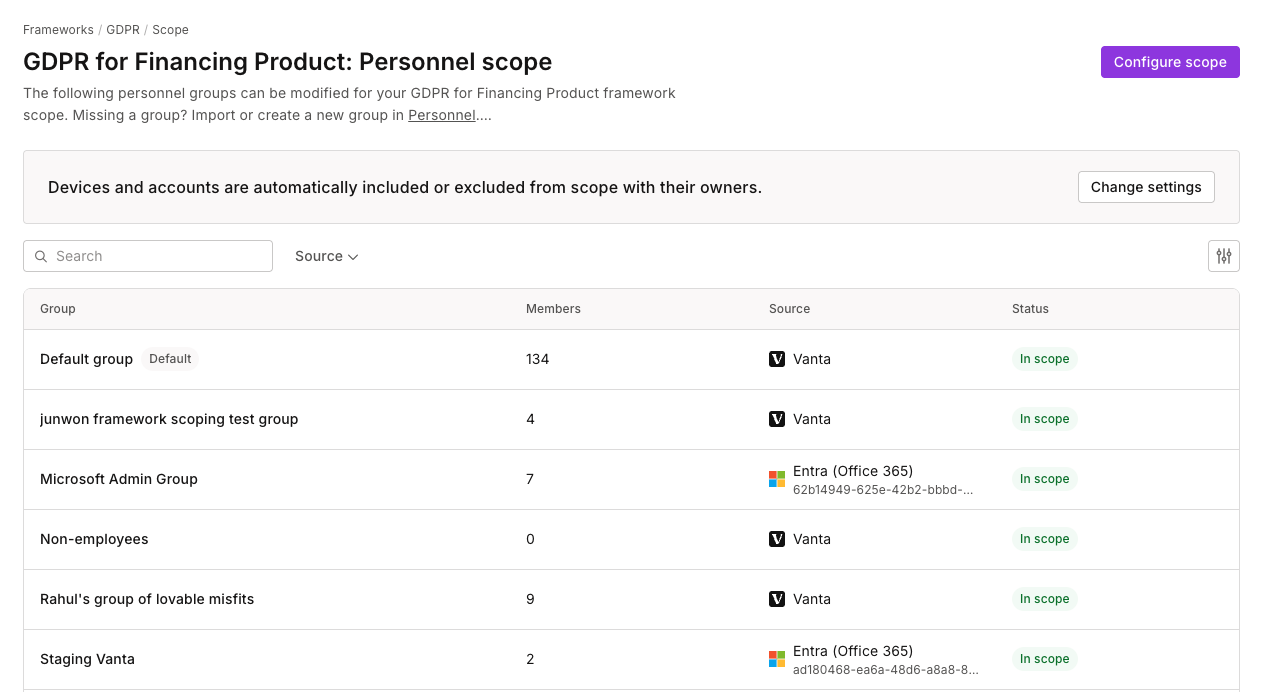 Frameworks / GDPR / Scope
GDPR for Financing Product: Personnel scope
Configure scope
The following personnel groups can be modified for your GDPR for Financing Product framework
scope. Missing a group? Import or create a new group in Personnel....
Devices and accounts are automatically included or excluded from scope with their owners.
Change settings
Search
Source
Group Members Source Status
Default group Default 134 Vanta In scope
junwon framework scoping test group 4 Vanta In scope
Microsoft Admin Group 7 Entra (Office 365) In scope
62b14949-625e-42b2-bbbd-...
Non-employees 0 Vanta In scope
Rahul's group of lovable misfits 9 Vanta In scope
Staging Vanta 2 Entra (Office 365) In scope
ad180468-ea6a-48d6-a8a8-8...